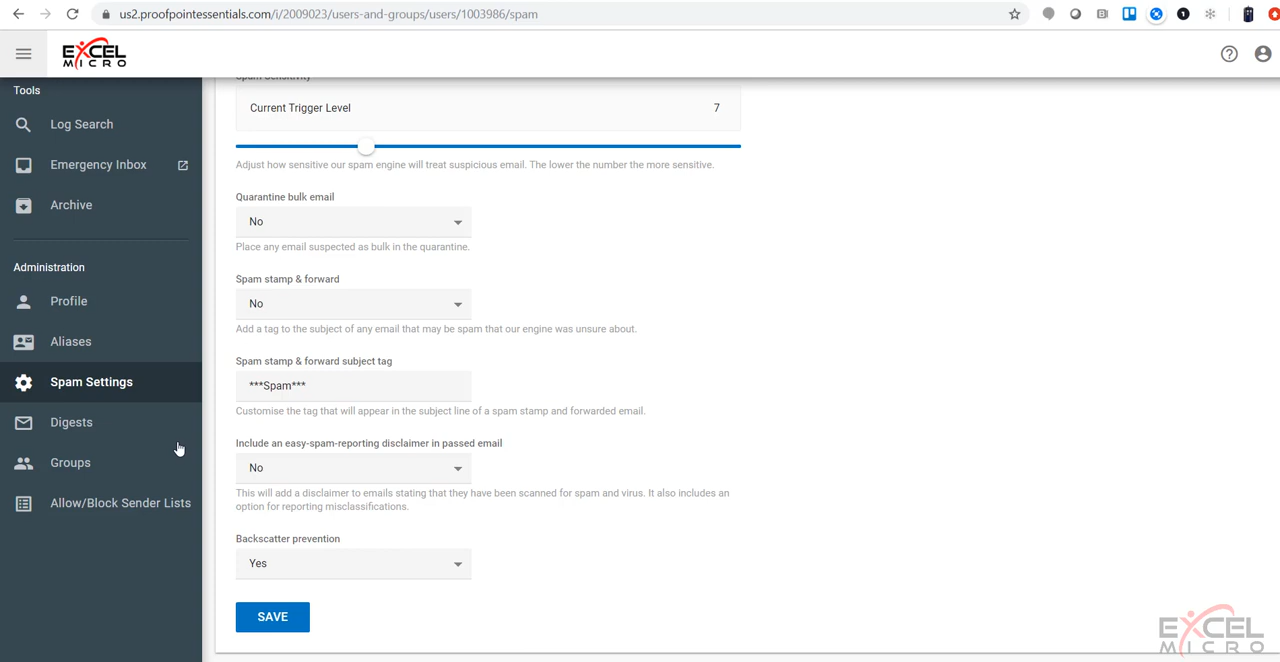 us2.proofpointessentials.com/i/2009023/users-and-groups/users/1003986/spam
EXCEL
MICRO
Tools
Log Search
Emergency Inbox
Archive
Administration
Profile
Aliases
Spam Settings
Digests
Groups
Allow/Block Sender Lists
Spam Sensitivity
Current Trigger Level 7
Adjust how sensitive our spam engine will treat suspicious email. The lower the number the more sensitive.
Quarantine bulk email
No
Place any email suspected as bulk in the quarantine.
Spam stamp & forward
No
Add a tag to the subject of any email that may be spam that our engine was unsure about.
Spam stamp & forward subject tag
***Spam***
Customise the tag that will appear in the subject line of a spam stamp and forwarded email.
Include an easy-spam-reporting disclaimer in passed email
No
This will add a disclaimer to emails stating that they have been scanned for spam and virus. It also includes an
option for reporting misclassifications.
Backscatter prevention
Yes
SAVE
EXCEL
MICRO